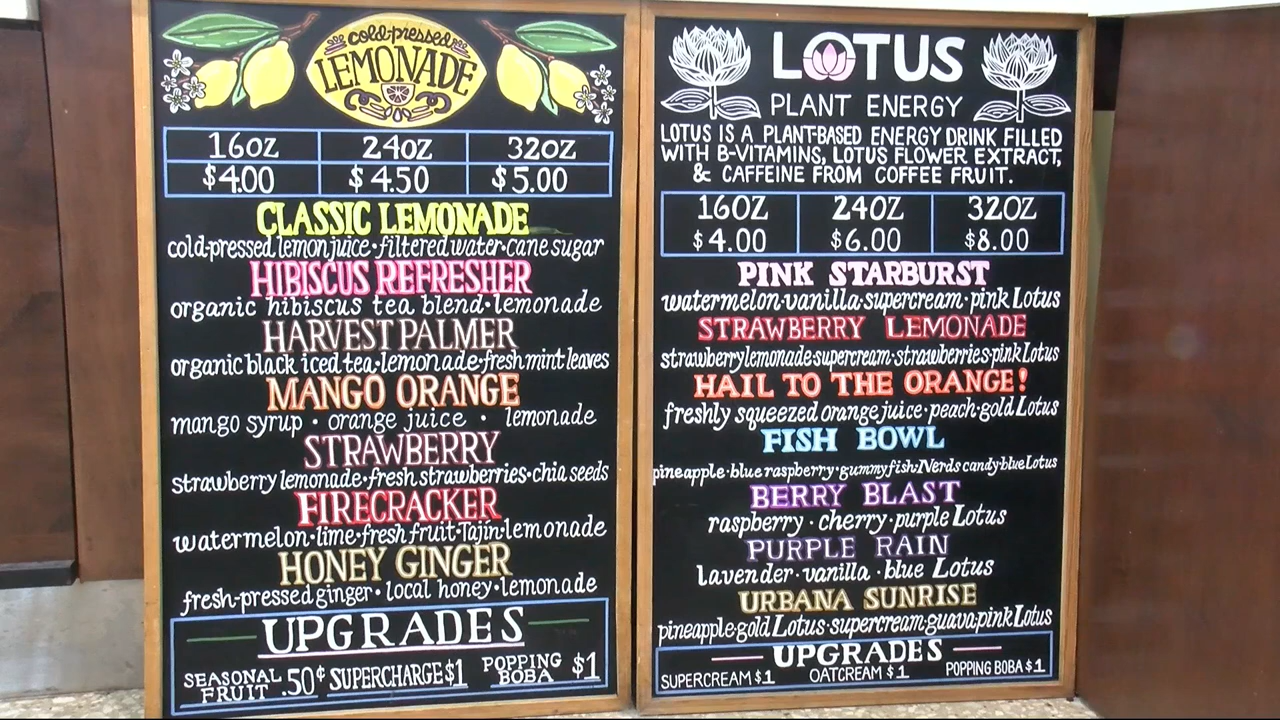 cold-pressed
LEMONADE
16OZ 24OZ 32OZ
$4.00 $4.50 $5.00
CLASSIC LEMONADE
cold-pressed lemon juice • filtered water • cane sugar
HIBISCUS REFRESHER
organic hibiscus tea blend • lemonade
HARVEST PALMER
organic black iced tea • lemonade • fresh mint leaves
MANGO ORANGE
mango syrup • orange juice • lemonade
STRAWBERRY
strawberry lemonade • fresh strawberries • chia seeds
FIRECRACKER
watermelon • lime • fresh fruit • Tajín • lemonade
HONEY GINGER
fresh-pressed ginger • local honey • lemonade
UPGRADES
SEASONAL FRUIT .50¢ SUPERCHARGE $1 POPPING BOBA $1
LOTUS
PLANT ENERGY
LOTUS IS A PLANT-BASED ENERGY DRINK FILLED
WITH B-VITAMINS, LOTUS FLOWER EXTRACT,
& CAFFEINE FROM COFFEE FRUIT.
16OZ 24OZ 32OZ
$4.00 $6.00 $8.00
PINK STARBURST
watermelon • vanilla • supercream • pink Lotus
STRAWBERRY LEMONADE
strawberry lemonade • supercream • strawberries • pink Lotus
HAIL TO THE ORANGE!
freshly squeezed orange juice • peach • gold Lotus
FISH BOWL
pineapple • blue raspberry • gummy fish • Nerds candy • blue Lotus
BERRY BLAST
raspberry • cherry • purple Lotus
PURPLE RAIN
lavender • vanilla • blue Lotus
URBANA SUNRISE
pineapple • gold Lotus • supercream • guava • pink Lotus
UPGRADES
SUPERCREAM $1 OATCREAM $1 POPPING BOBA $1